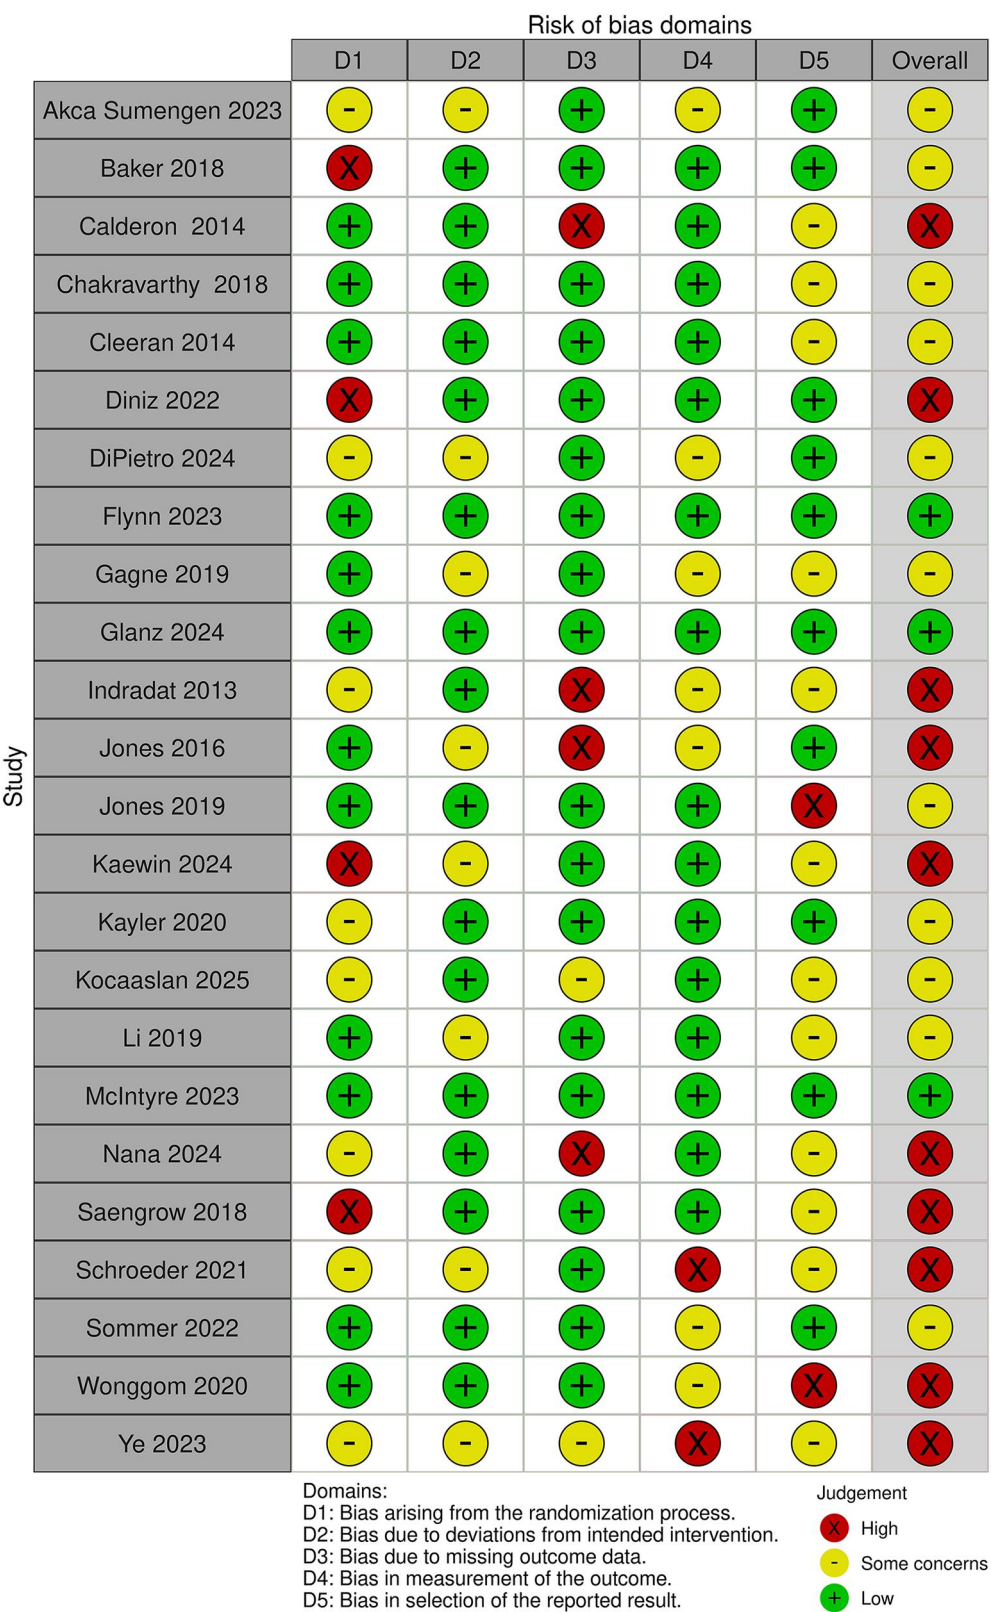 Risk of bias domains
D1 D2 D3 D4 D5 Overall
Study
Akca Sumengen 2023 - - + - + -
Baker 2018 X + + + + -
Calderon  2014 + + X + - X
Chakravarthy  2018 + + + + - -
Cleeran 2014 + + + + - -
Diniz 2022 X + + + + X
DiPietro 2024 - - + - + -
Flynn 2023 + + + + + +
Gagne 2019 + - + - - -
Glanz 2024 + + + + + +
Indradat 2013 - + X - - X
Jones 2016 + - X - + X
Jones 2019 + + + + X -
Kaewin 2024 X - + + - X
Kayler 2020 - + + + + -
Kocaaslan 2025 - + - + - -
Li 2019 + - + + - -
McIntyre 2023 + + + + + +
Nana 2024 - + X + - X
Saengrow 2018 X + + + - X
Schroeder 2021 - - + X - X
Sommer 2022 + + + - + -
Wonggom 2020 + + + - X X
Ye 2023 - - - X - X
Domains:
D1: Bias arising from the randomization process.
D2: Bias due to deviations from intended intervention.
D3: Bias due to missing outcome data.
D4: Bias in measurement of the outcome.
D5: Bias in selection of the reported result.
Judgement
X High
- Some concerns
+ Low